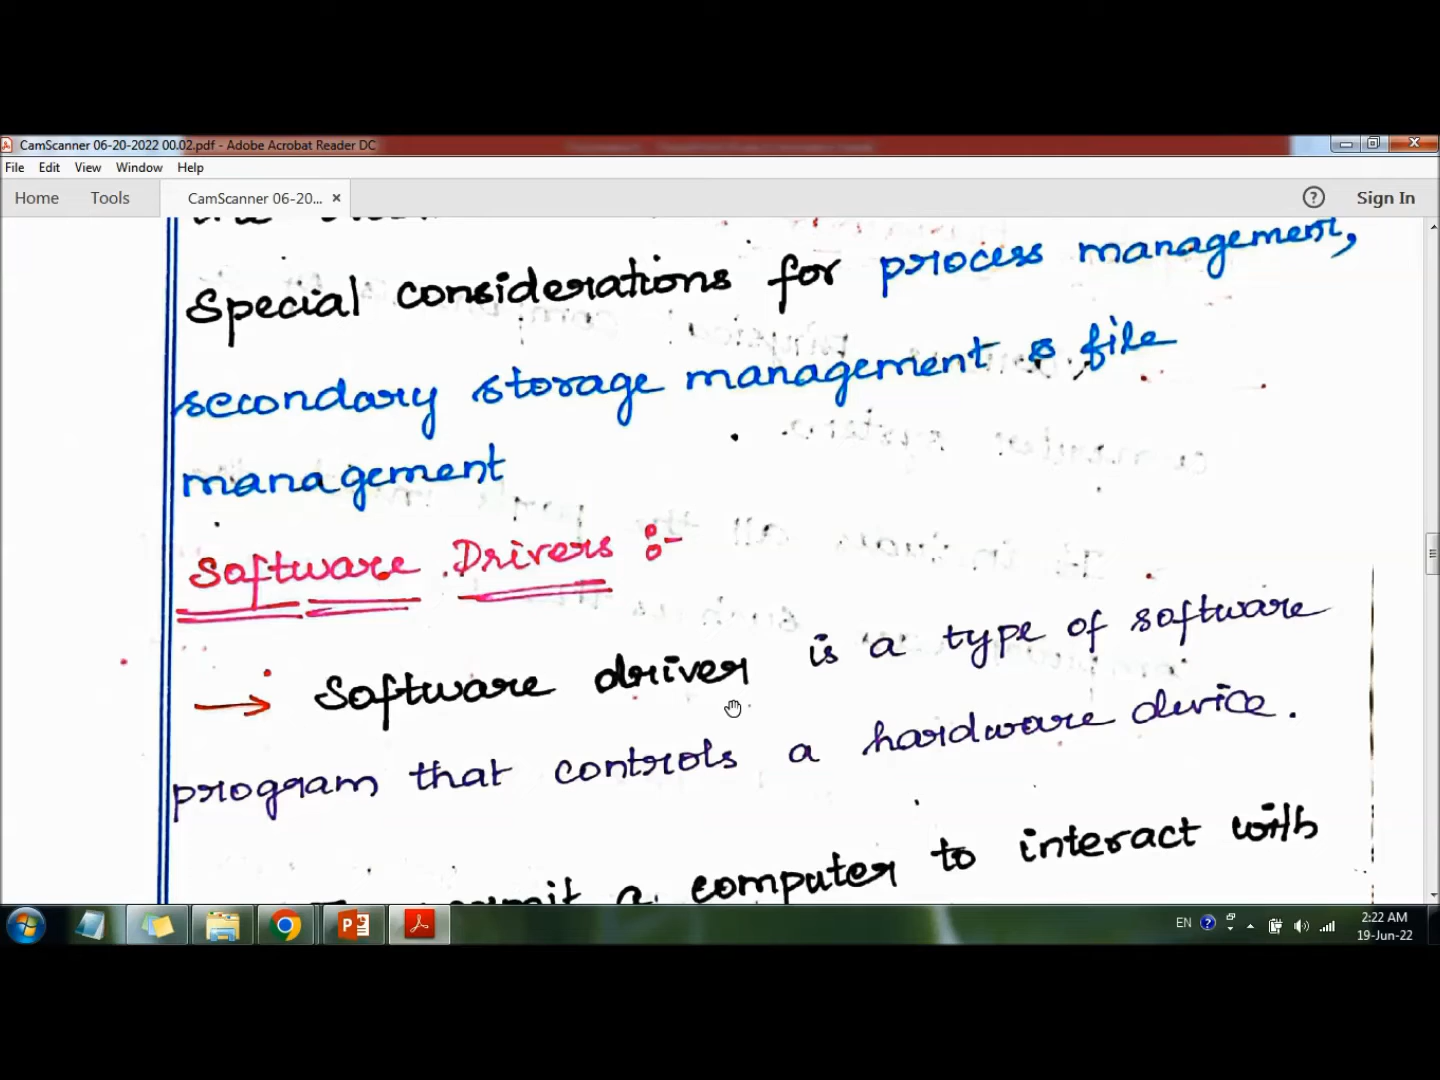 CamScanner 06-20-2022 00.02.pdf - Adobe Acrobat Reader DC
File Edit View Window Help
Home Tools CamScanner 06-20... × ? Sign In
Special considerations for process management,
secondary storage management & file
management
Software Drivers :-
→ Software driver is a type of software
program that controls a hardware device.
a computer to interact with
EN 2:22 AM
19-Jun-22